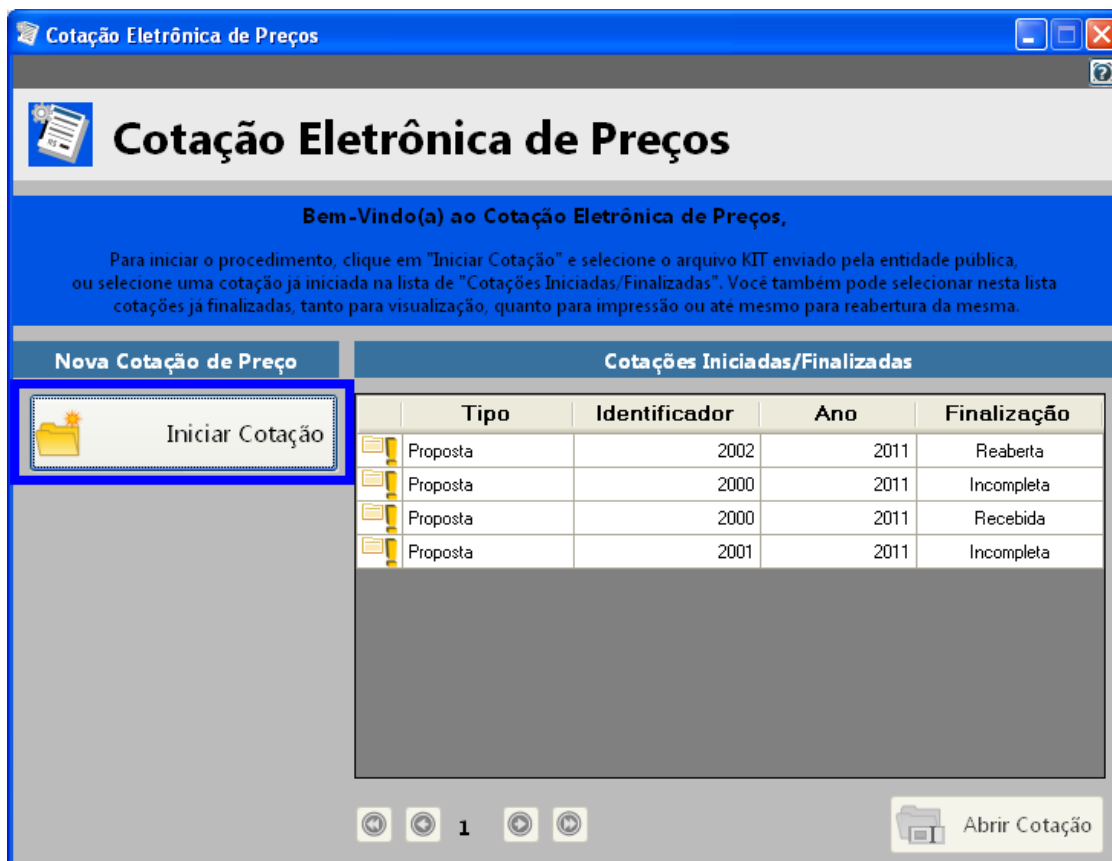 Cotação Eletrônica de Preços
Cotação Eletrônica de Preços
Bem-Vindo(a) ao Cotação Eletrônica de Preços,
Para iniciar o procedimento, clique em "Iniciar Cotação" e selecione o arquivo KIT enviado pela entidade pública,
ou selecione uma cotação já iniciada na lista de "Cotações Iniciadas/Finalizadas". Você também pode selecionar nesta lista
cotações já finalizadas, tanto para visualização, quanto para impressão ou até mesmo para reabertura da mesma.
Nova Cotação de Preço
Cotações Iniciadas/Finalizadas
Iniciar Cotação
Tipo Identificador Ano Finalização
Proposta 2002 2011 Reaberta
Proposta 2000 2011 Incompleta
Proposta 2000 2011 Recebida
Proposta 2001 2011 Incompleta
1
Abrir Cotação